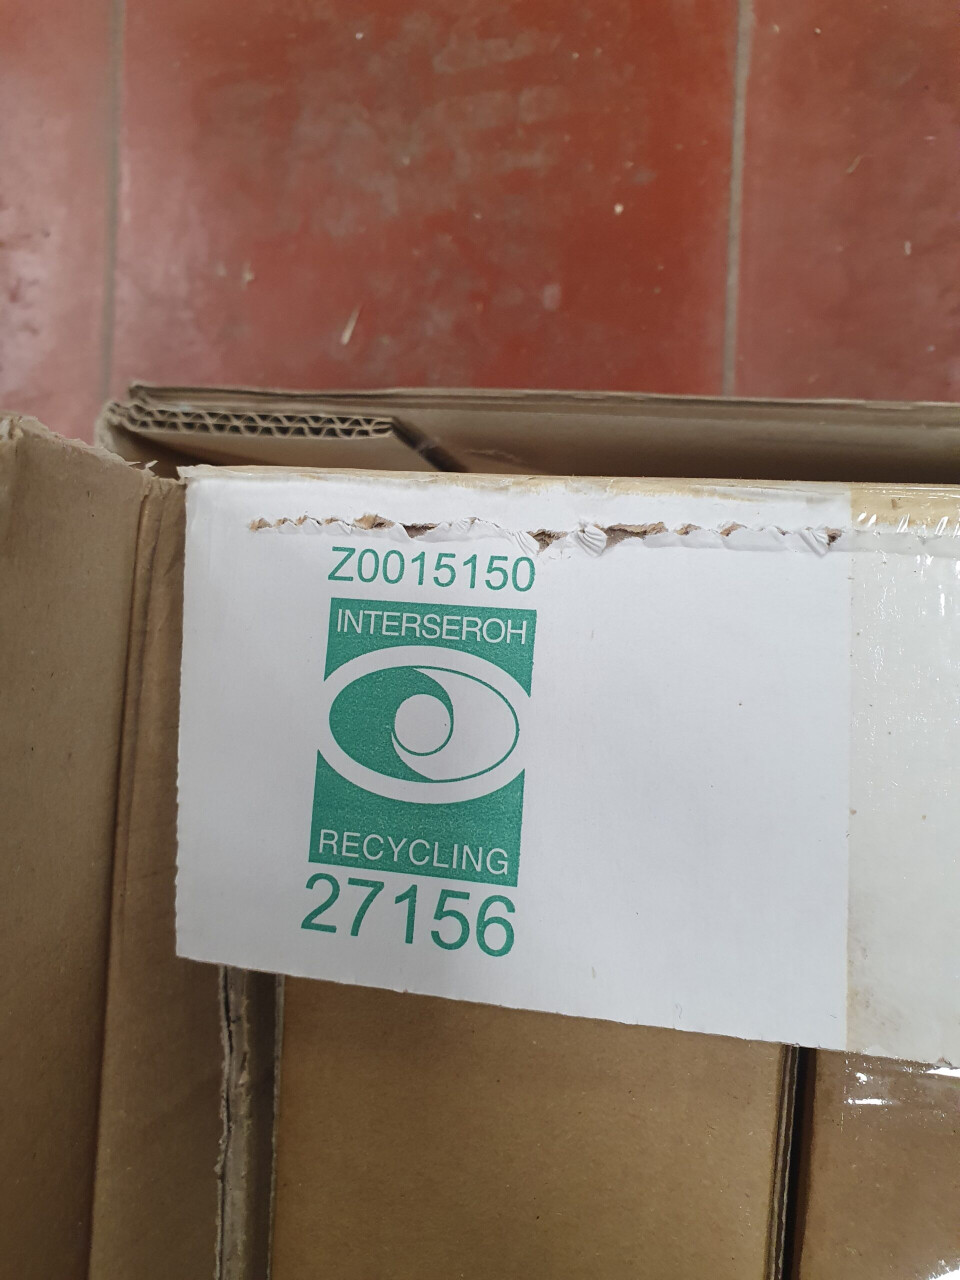 Z0015150
INTERSEROH
RECYCLING
27156